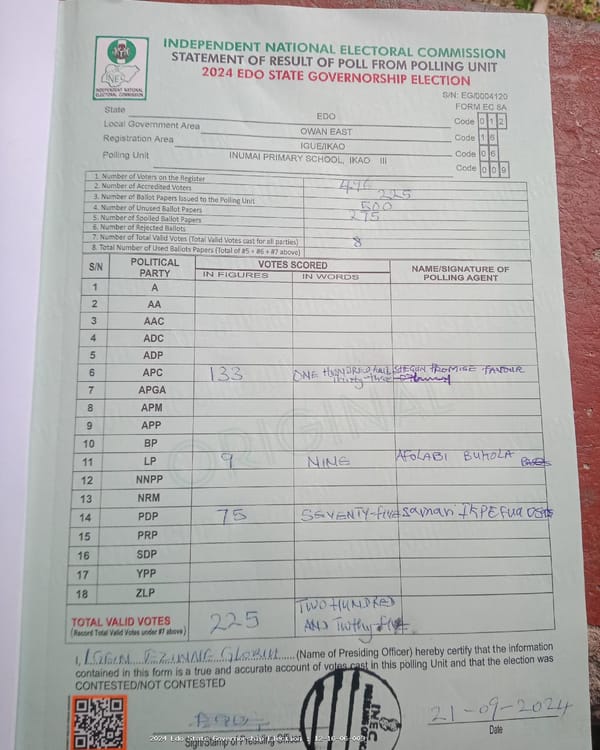 INDEPENDENT NATIONAL ELECTORAL COMMISSION
STATEMENT OF RESULT OF POLL FROM POLLING UNIT
2024 EDO STATE GOVERNORSHIP ELECTION
INEC
INDEPENDENT NATIONAL ELECTORAL COMMISSION
S/N: EG/0004120
FORM EC 8A
State EDO Code 0 1 2
Local Government Area OWAN EAST Code 1 6
Registration Area IGUE/IKAO Code 0 6
Polling Unit INUMAI PRIMARY SCHOOL, IKAO III Code 0 0 9
1. Number of Voters on the Register
2. Number of Accredited Voters 225
3. Number of Ballot Papers Issued to the Polling Unit 500
4. Number of Unused Ballot Papers 275
5. Number of Spoiled Ballot Papers
6. Number of Rejected Ballots 8
7. Number of Total Valid Votes (Total Valid Votes cast for all parties)
8. Total Number of Used Ballots Papers (Total of #5 + #6 + #7 above)
S/N POLITICAL PARTY VOTES SCORED NAME/SIGNATURE OF POLLING AGENT
IN FIGURES IN WORDS
1 A
2 AA
3 AAC
4 ADC
5 ADP
6 APC 133 ONE HUNDRED AND Thirty-three PROMISE FAVOUR
7 APGA
8 APM
9 APP
10 BP
11 LP 9 NINE AFOLABI BUKOLA
12 NNPP
13 NRM
14 PDP 75 SEVENTY-FIVE
15 PRP
16 SDP
17 YPP
18 ZLP
TOTAL VALID VOTES 225 TWO HUNDRED
(Record Total Valid Votes under #7 above) AND Twenty-five
I, GLORIA (Name of Presiding Officer) hereby certify that the information
contained in this form is a true and accurate account of votes cast in this polling Unit and that the election was
CONTESTED/NOT CONTESTED
21-09-2024
Sign/Stamp of Presiding Officer Date
INEC
2024 Edo State Governorship Election